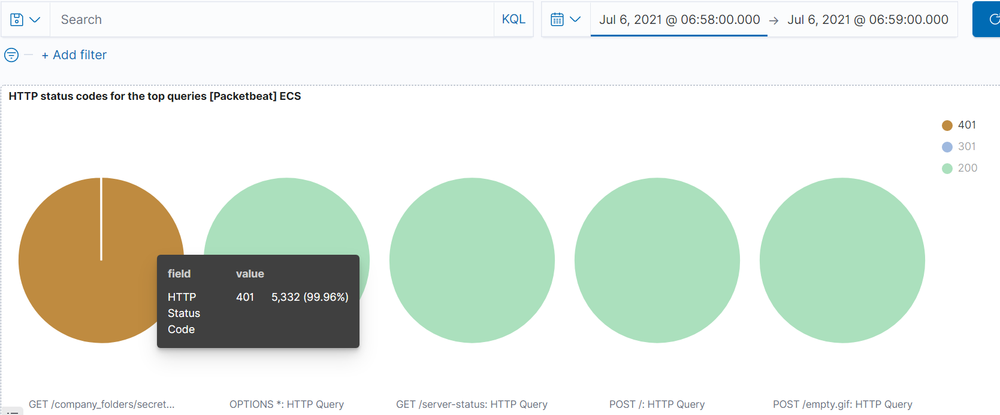 Search KQL Jul 6, 2021 @ 06:58:00.000 → Jul 6, 2021 @ 06:59:00.000
+ Add filter
HTTP status codes for the top queries [Packetbeat] ECS
401
301
200
field value
HTTP 401 5,332 (99.96%)
Status
Code
GET /company_folders/secret... OPTIONS *: HTTP Query GET /server-status: HTTP Query POST /: HTTP Query POST /empty.gif: HTTP Query